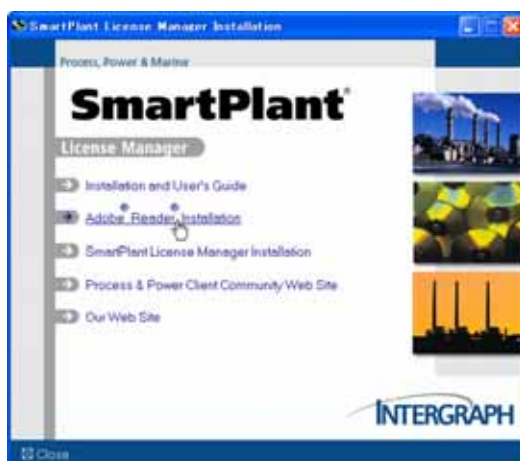 SmartPlant License Manager Installation
Process, Power & Marine
SmartPlant
License Manager
Installation and User's Guide
Adobe® Reader® Installation
SmartPlant License Manager Installation
Process & Power Client Community Web Site
Our Web Site
INTERGRAPH
Close